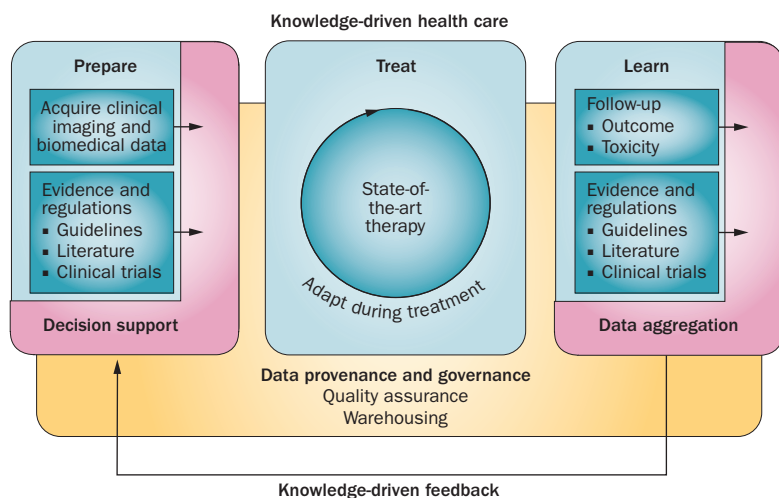 Knowledge-driven health care
Prepare
Acquire clinical
imaging and
biomedical data
Evidence and
regulations
▪ Guidelines
▪ Literature
▪ Clinical trials
Decision support
Treat
State-of-
the-art
therapy
Adapt during treatment
Learn
Follow-up
▪ Outcome
▪ Toxicity
Evidence and
regulations
▪ Guidelines
▪ Literature
▪ Clinical trials
Data aggregation
Data provenance and governance
Quality assurance
Warehousing
Knowledge-driven feedback